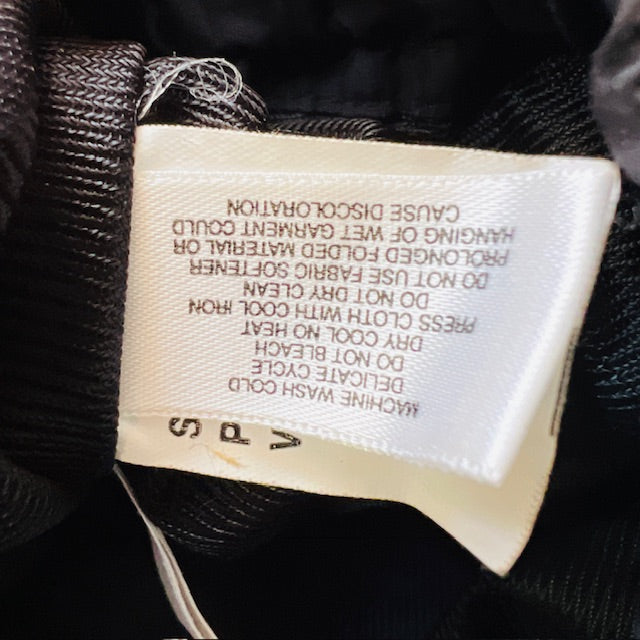 MACHINE WASH COLD
DELICATE CYCLE
DO NOT BLEACH
DRY COOL NO HEAT
PRESS CLOTH WITH COOL IRON
DO NOT DRY CLEAN
DO NOT USE FABRIC SOFTENER
PROLONGED FOLDED MATERIAL OR
HANGING OF WET GARMENT COULD
CAUSE DISCOLORATION
S
P
V